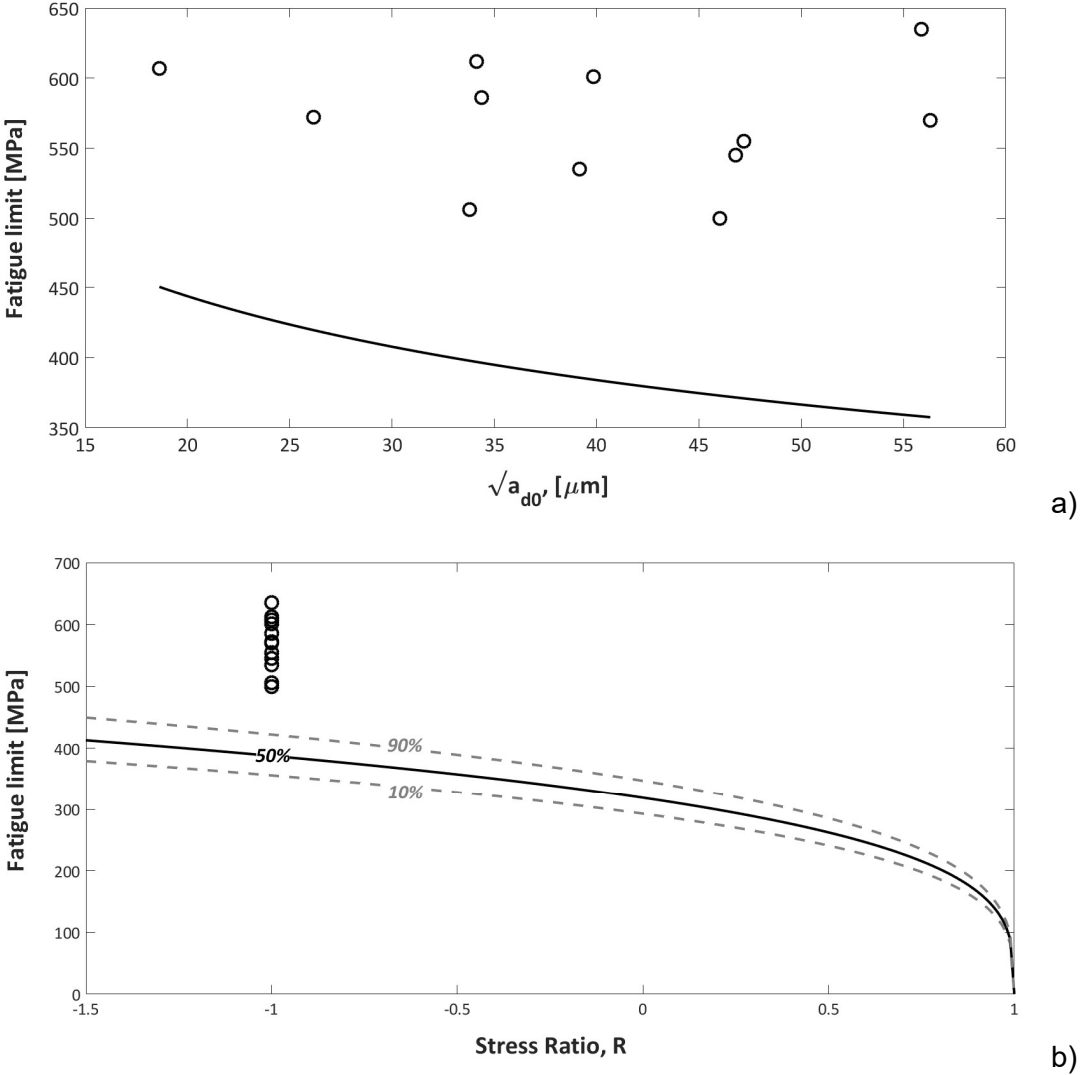 650
600
550
500
450
400
350
Fatigue limit [MPa]
15 20 25 30 35 40 45 50 55 60
√a_d0, [μm]
a)
700
600
500
400
300
200
100
0
Fatigue limit [MPa]
90%
50%
10%
-1.5 -1 -0.5 0 0.5 1
Stress Ratio, R
b)